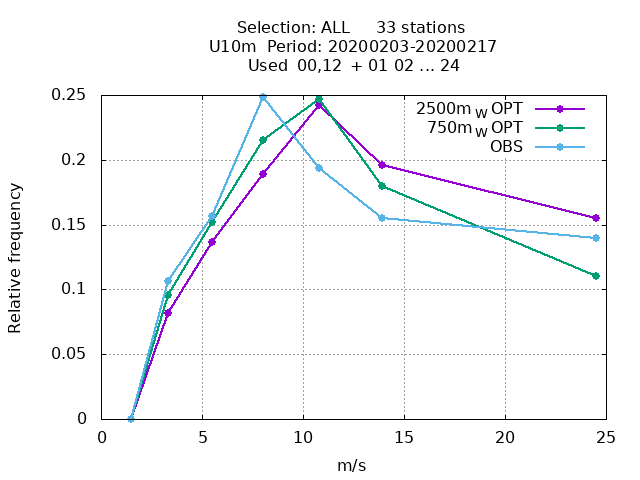 Selection: ALL 33 stations
U10m Period: 20200203-20200217
Used 00,12 + 01 02 ... 24
2500m W OPT
750m W OPT
OBS
Relative frequency
0.25
0.2
0.15
0.1
0.05
0
0 5 10 15 20 25
m/s